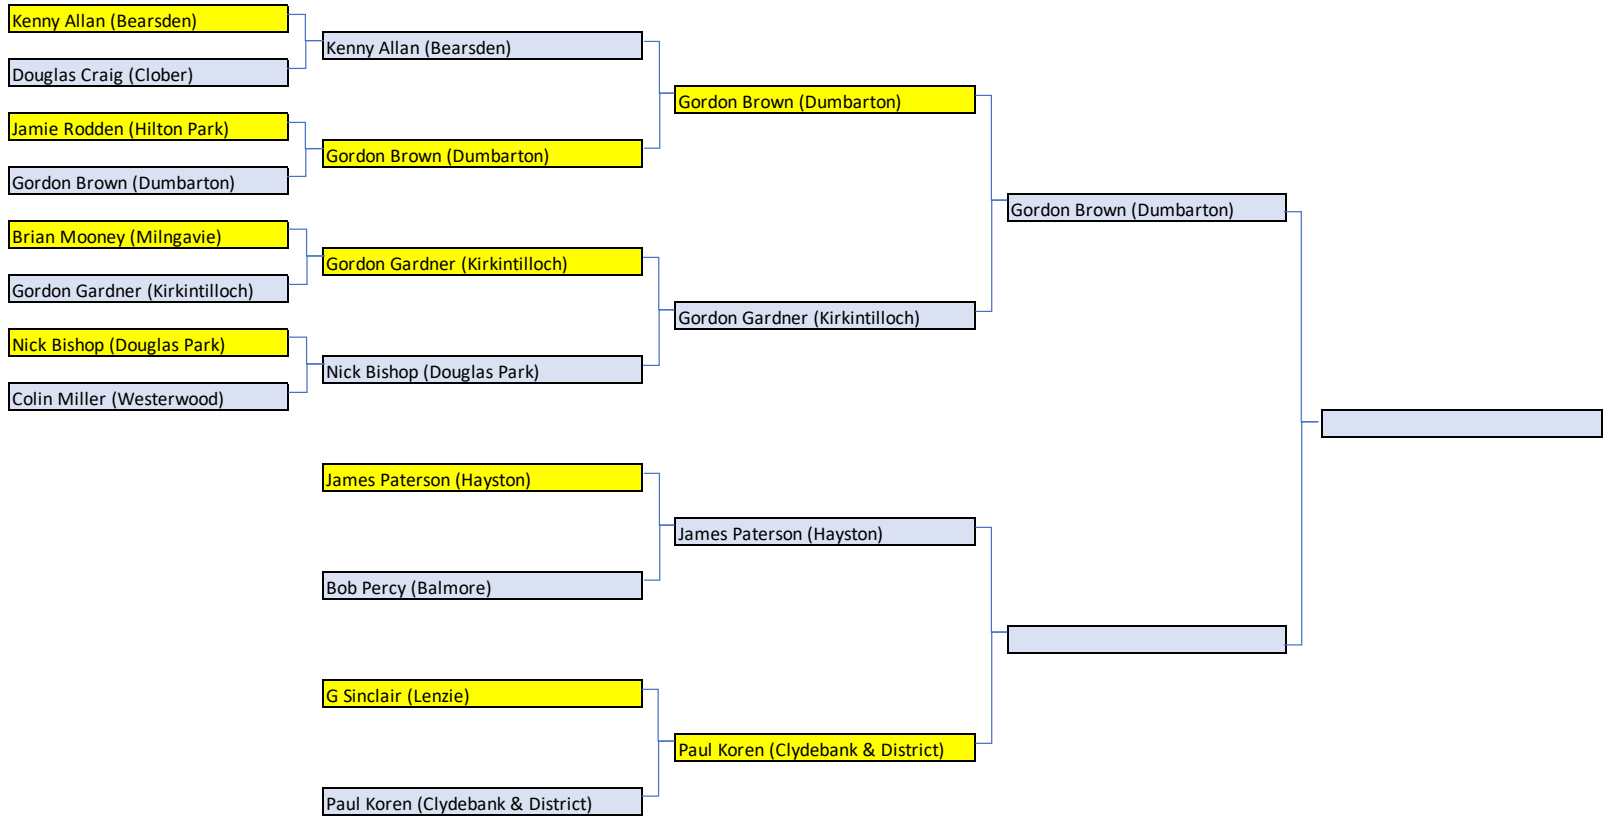 Kenny Allan (Bearsden)
Douglas Craig (Clober)
Jamie Rodden (Hilton Park)
Gordon Brown (Dumbarton)
Brian Mooney (Milngavie)
Gordon Gardner (Kirkintilloch)
Nick Bishop (Douglas Park)
Colin Miller (Westerwood)
Kenny Allan (Bearsden)
Gordon Brown (Dumbarton)
Gordon Gardner (Kirkintilloch)
Nick Bishop (Douglas Park)
James Paterson (Hayston)
Bob Percy (Balmore)
G Sinclair (Lenzie)
Paul Koren (Clydebank & District)
Gordon Brown (Dumbarton)
Gordon Gardner (Kirkintilloch)
James Paterson (Hayston)
Paul Koren (Clydebank & District)
Gordon Brown (Dumbarton)